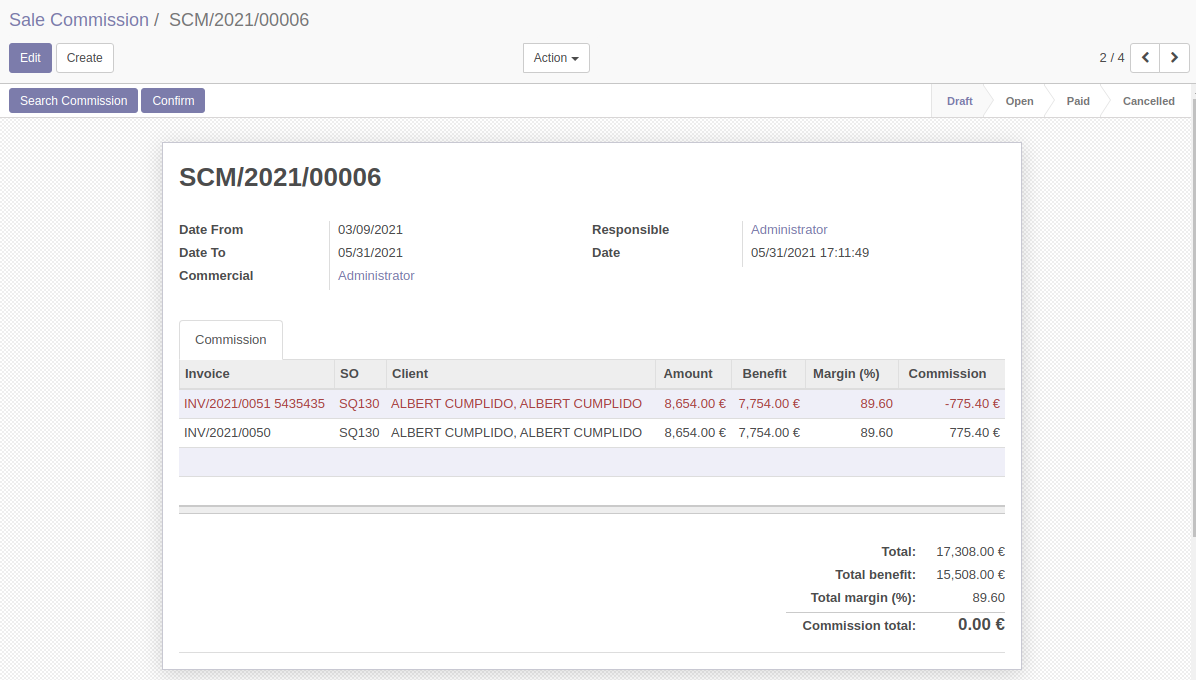 Sale Commission / SCM/2021/00006
Edit Create Action 2 / 4
Search Commission Confirm Draft Open Paid Cancelled
SCM/2021/00006
Date From 03/09/2021 Responsible Administrator
Date To 05/31/2021 Date 05/31/2021 17:11:49
Commercial Administrator
Commission
Invoice SO Client Amount Benefit Margin (%) Commission
INV/2021/0051 5435435 SQ130 ALBERT CUMPLIDO, ALBERT CUMPLIDO 8,654.00 € 7,754.00 € 89.60 -775.40 €
INV/2021/0050 SQ130 ALBERT CUMPLIDO, ALBERT CUMPLIDO 8,654.00 € 7,754.00 € 89.60 775.40 €
Total: 17,308.00 €
Total benefit: 15,508.00 €
Total margin (%): 89.60
Commission total: 0.00 €